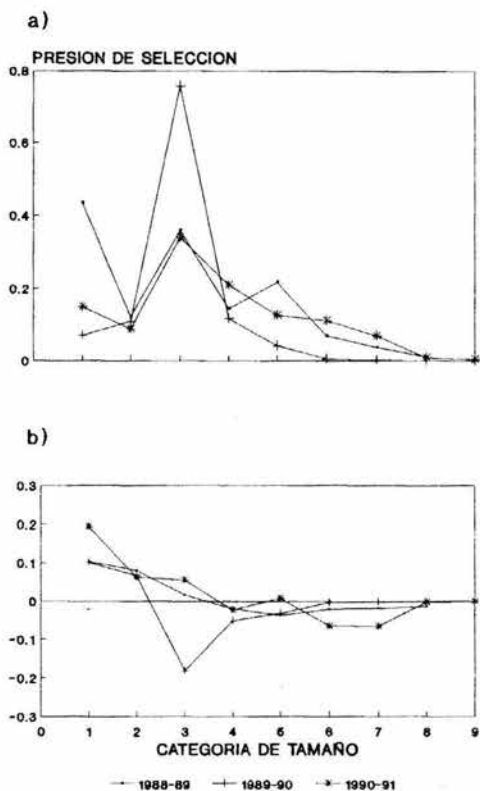 a)
PRESION DE SELECCION
0.8
0.6
0.4
0.2
0
b)
0.3
0.2
0.1
0
-0.1
-0.2
-0.3
0 1 2 3 4 5 6 7 8 9
CATEGORIA DE TAMAÑO
1988-89 1989-90 1990-91